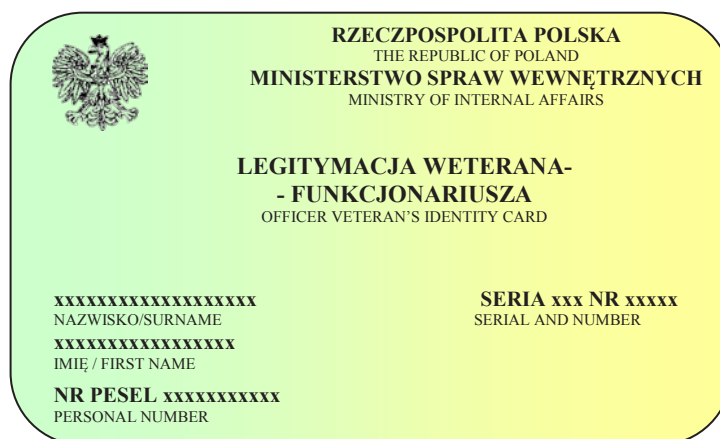 RZECZPOSPOLITA POLSKA
THE REPUBLIC OF POLAND
MINISTERSTWO SPRAW WEWNĘTRZNYCH
MINISTRY OF INTERNAL AFFAIRS
LEGITYMACJA WETERANA-
- FUNKCJONARIUSZA
OFFICER VETERAN’S IDENTITY CARD
xxxxxxxxxxxxxxxxxxx
NAZWISKO/SURNAME
xxxxxxxxxxxxxxxxx
IMIĘ / FIRST NAME
NR PESEL xxxxxxxxxxx
PERSONAL NUMBER
SERIA xxx NR xxxxx
SERIAL AND NUMBER